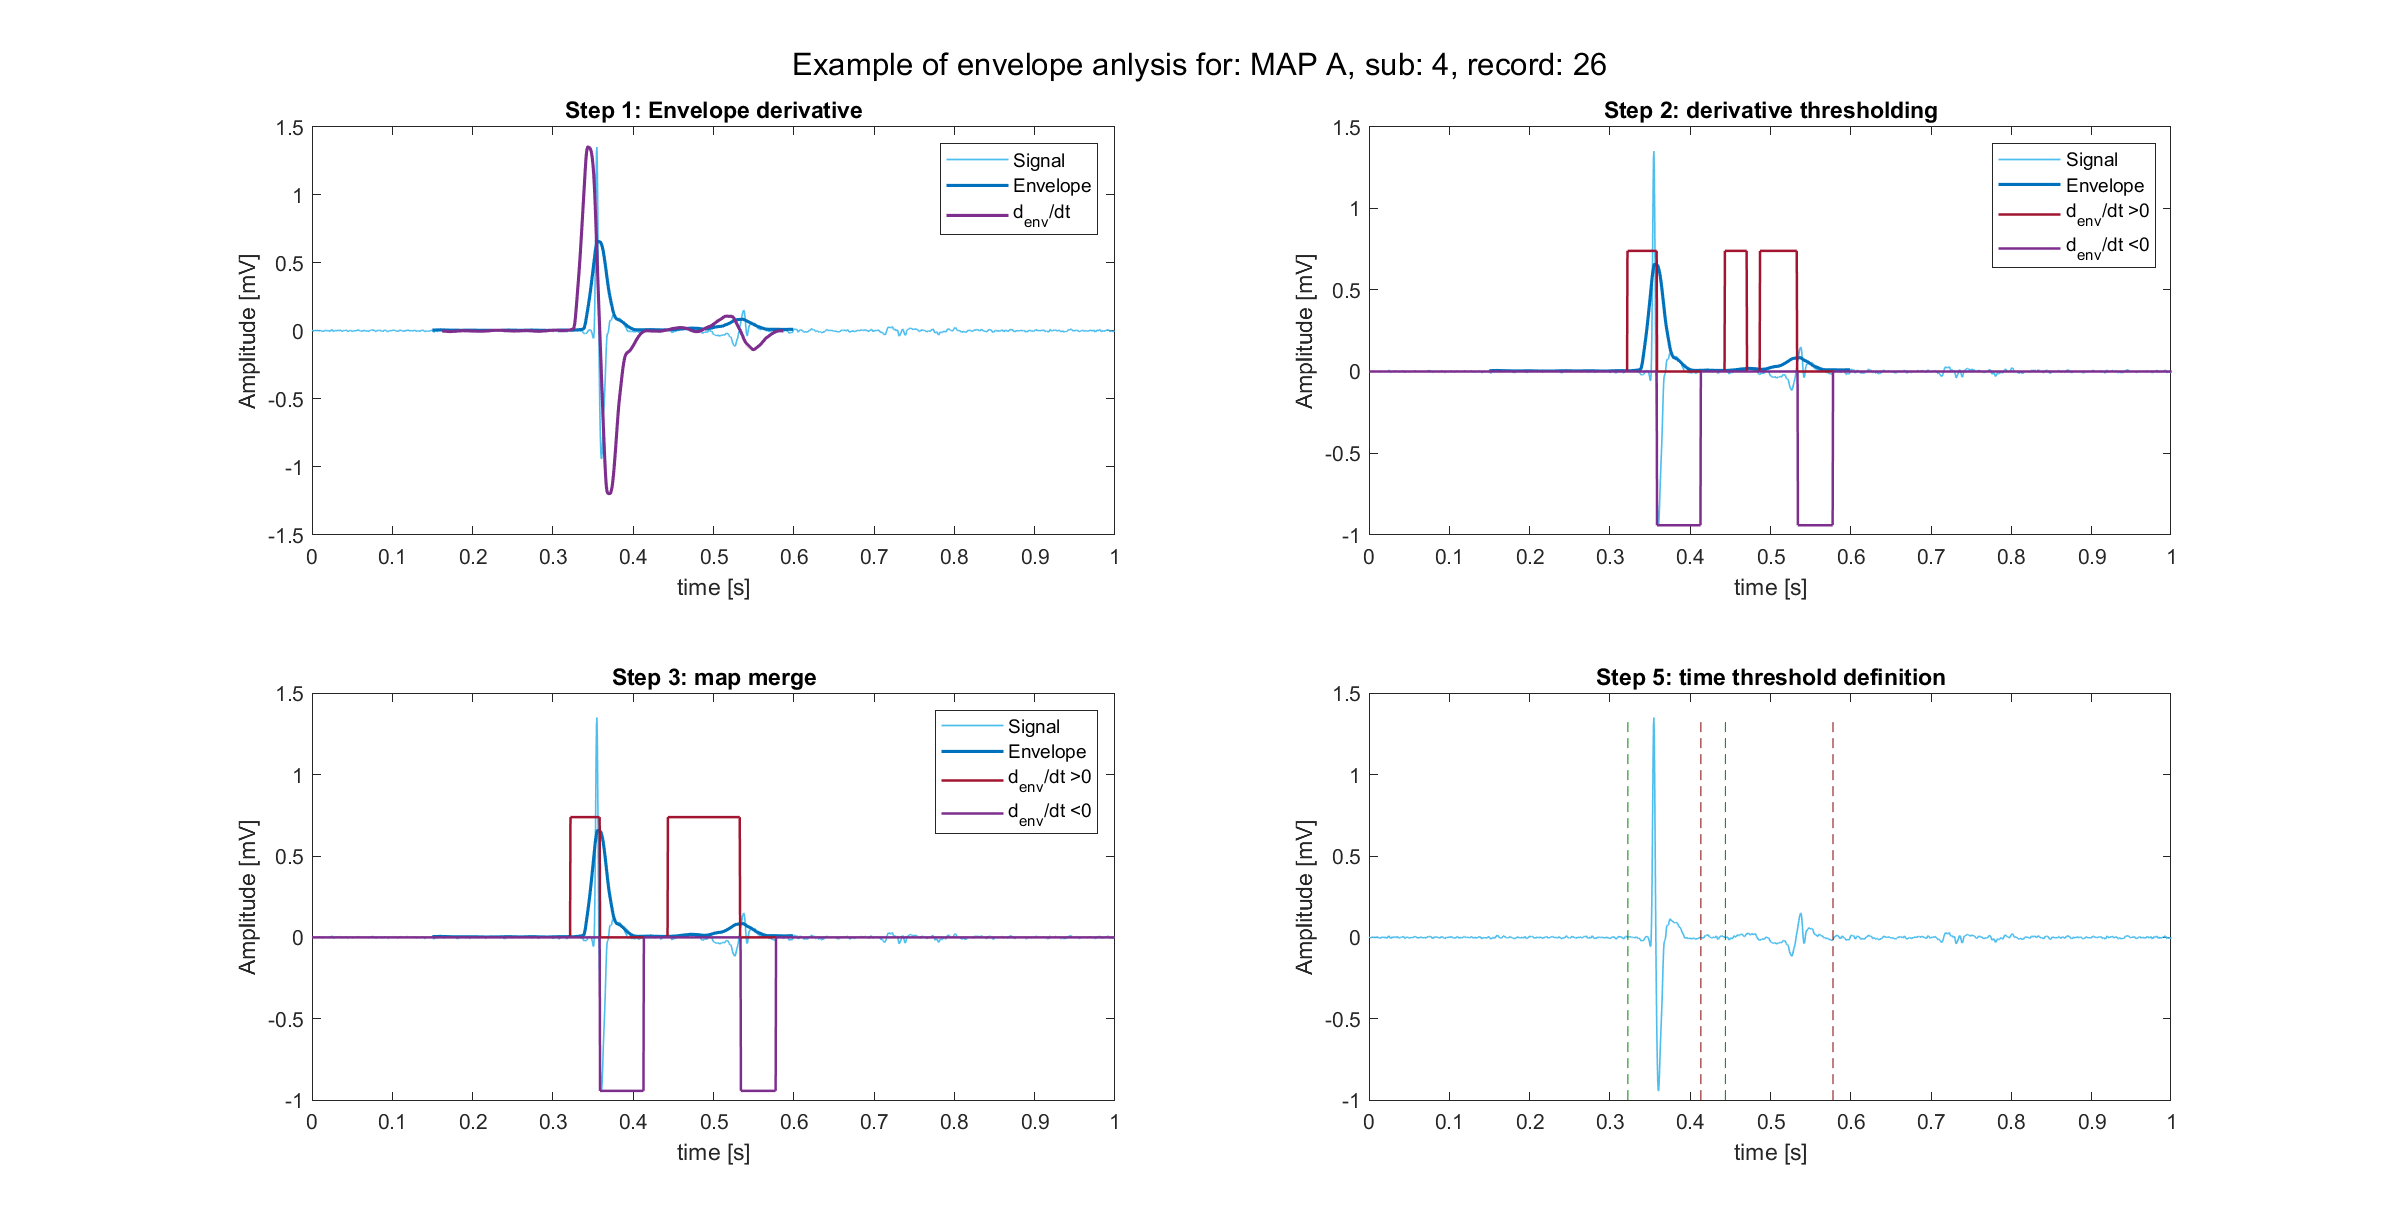 Example of envelope anlysis for: MAP A, sub: 4, record: 26
Step 1: Envelope derivative
1.5
1
0.5
0
-0.5
-1
-1.5
Amplitude [mV]
Signal
Envelope
d_env/dt
0 0.1 0.2 0.3 0.4 0.5 0.6 0.7 0.8 0.9 1
time [s]
Step 2: derivative thresholding
1.5
1
0.5
0
-0.5
-1
Amplitude [mV]
Signal
Envelope
d_env/dt >0
d_env/dt <0
0 0.1 0.2 0.3 0.4 0.5 0.6 0.7 0.8 0.9 1
time [s]
Step 3: map merge
1.5
1
0.5
0
-0.5
-1
Amplitude [mV]
Signal
Envelope
d_env/dt >0
d_env/dt <0
0 0.1 0.2 0.3 0.4 0.5 0.6 0.7 0.8 0.9 1
time [s]
Step 5: time threshold definition
1.5
1
0.5
0
-0.5
-1
Amplitude [mV]
0 0.1 0.2 0.3 0.4 0.5 0.6 0.7 0.8 0.9 1
time [s]